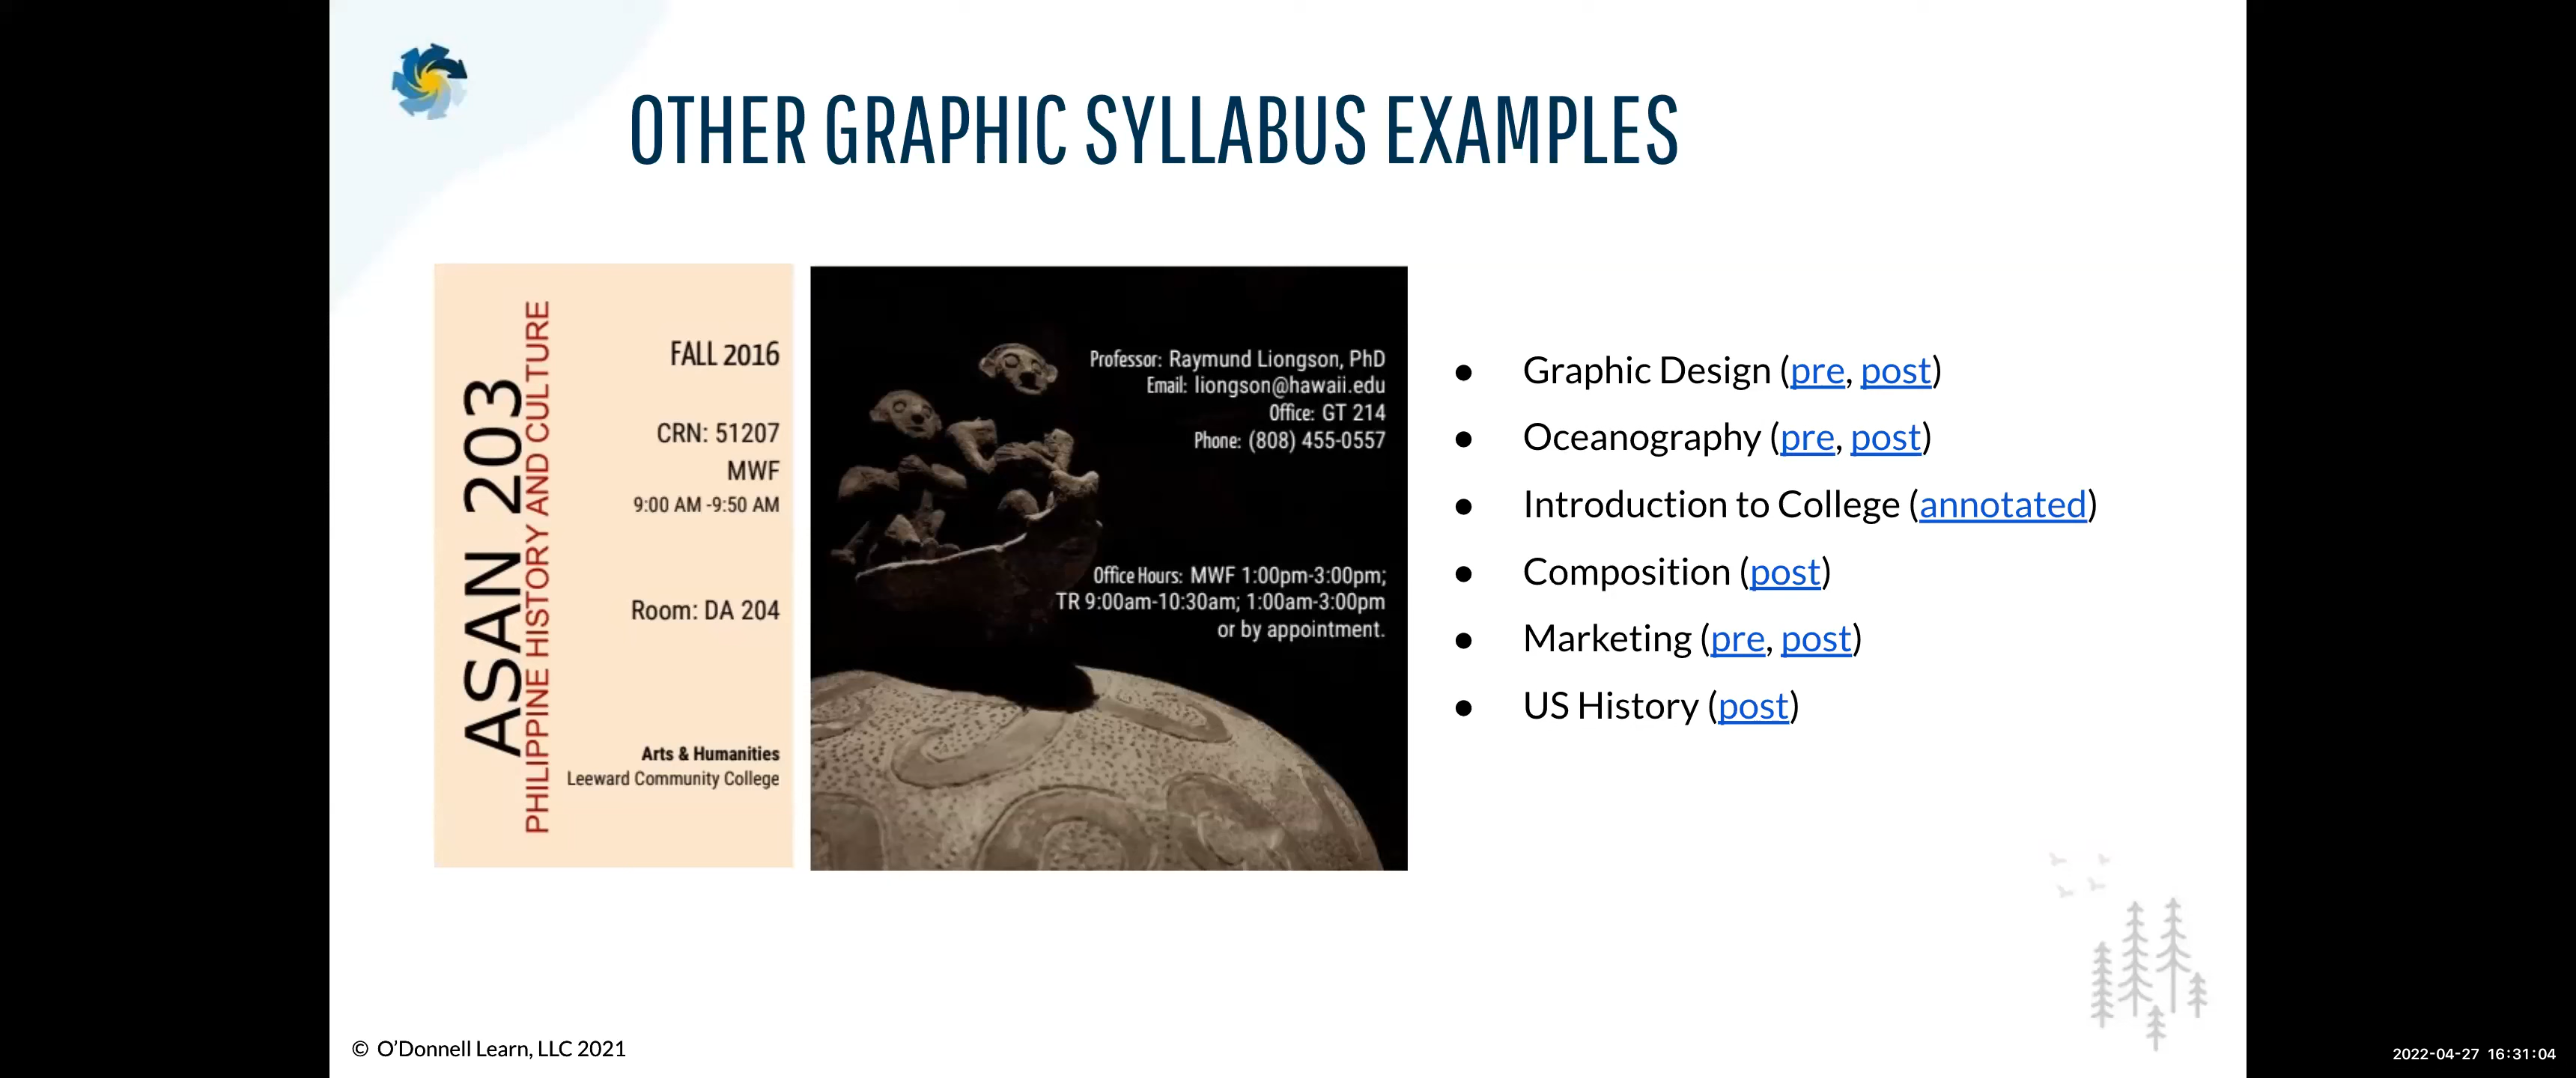 OTHER GRAPHIC SYLLABUS EXAMPLES
ASAN 203
PHILIPPINE HISTORY AND CULTURE
FALL 2016
CRN: 51207
MWF
9:00 AM -9:50 AM
Room: DA 204
Arts & Humanities
Leeward Community College
Professor: Raymund Liongson, PhD
Email: liongson@hawaii.edu
Office: GT 214
Phone: (808) 455-0557
Office Hours: MWF 1:00pm-3:00pm;
TR 9:00am-10:30am; 1:00am-3:00pm
or by appointment.
● Graphic Design (pre, post)
● Oceanography (pre, post)
● Introduction to College (annotated)
● Composition (post)
● Marketing (pre, post)
● US History (post)
© O’Donnell Learn, LLC 2021
2022-04-27 16:31:04